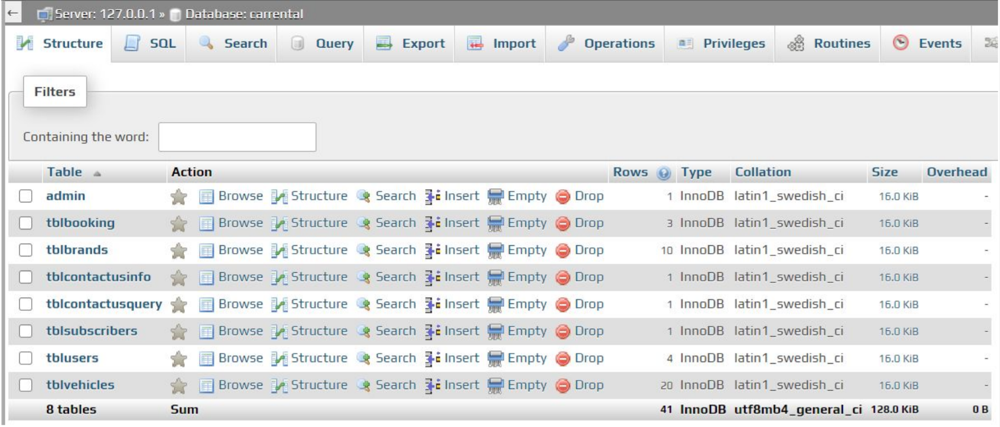 ← Server: 127.0.0.1 » Database: carrental
Structure SQL Search Query Export Import Operations Privileges Routines Events
Filters
Containing the word:
Table Action Rows Type Collation Size Overhead
admin Browse Structure Search Insert Empty Drop 1 InnoDB latin1_swedish_ci 16.0 KiB -
tblbooking Browse Structure Search Insert Empty Drop 3 InnoDB latin1_swedish_ci 16.0 KiB -
tblbrands Browse Structure Search Insert Empty Drop 10 InnoDB latin1_swedish_ci 16.0 KiB -
tblcontactusinfo Browse Structure Search Insert Empty Drop 1 InnoDB latin1_swedish_ci 16.0 KiB -
tblcontactusquery Browse Structure Search Insert Empty Drop 1 InnoDB latin1_swedish_ci 16.0 KiB -
tblsubscribers Browse Structure Search Insert Empty Drop 1 InnoDB latin1_swedish_ci 16.0 KiB -
tblusers Browse Structure Search Insert Empty Drop 4 InnoDB latin1_swedish_ci 16.0 KiB -
tblvehicles Browse Structure Search Insert Empty Drop 20 InnoDB latin1_swedish_ci 16.0 KiB -
8 tables Sum 41 InnoDB utf8mb4_general_ci 128.0 KiB 0 B